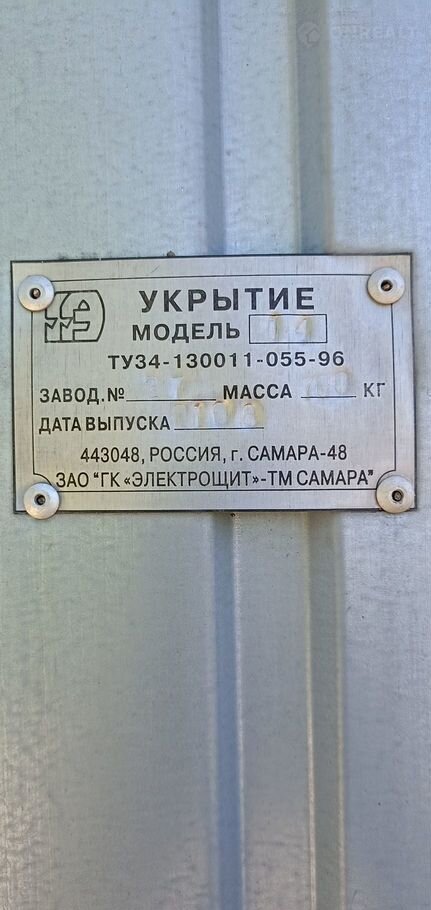 УКРЫТИЕ
МОДЕЛЬ 11
ТУ34-130011-055-96
ЗАВОД.№ МАССА КГ
ДАТА ВЫПУСКА
443048, РОССИЯ, г. САМАРА-48
ЗАО "ГК «ЭЛЕКТРОЩИТ»-ТМ САМАРА"